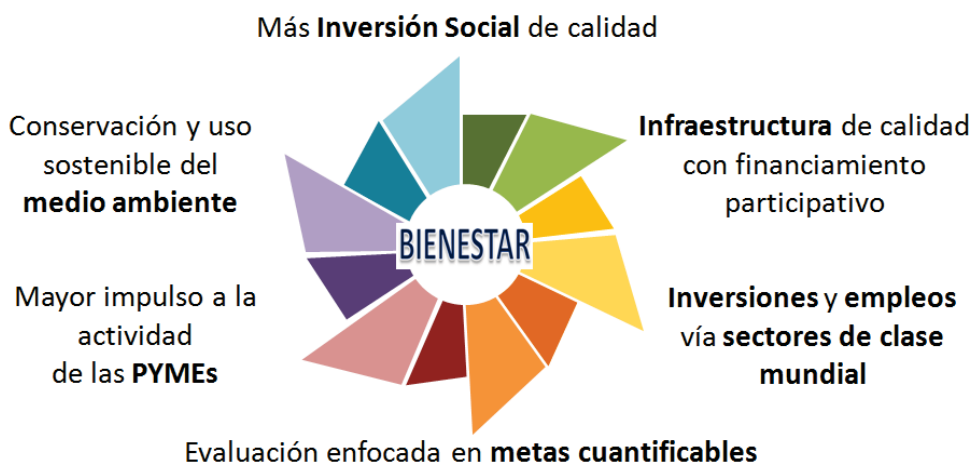 Más Inversión Social de calidad
Conservación y uso
sostenible del
medio ambiente
Infraestructura de calidad
con financiamiento
participativo
BIENESTAR
Mayor impulso a la
actividad
de las PYMEs
Inversiones y empleos
vía sectores de clase
mundial
Evaluación enfocada en metas cuantificables